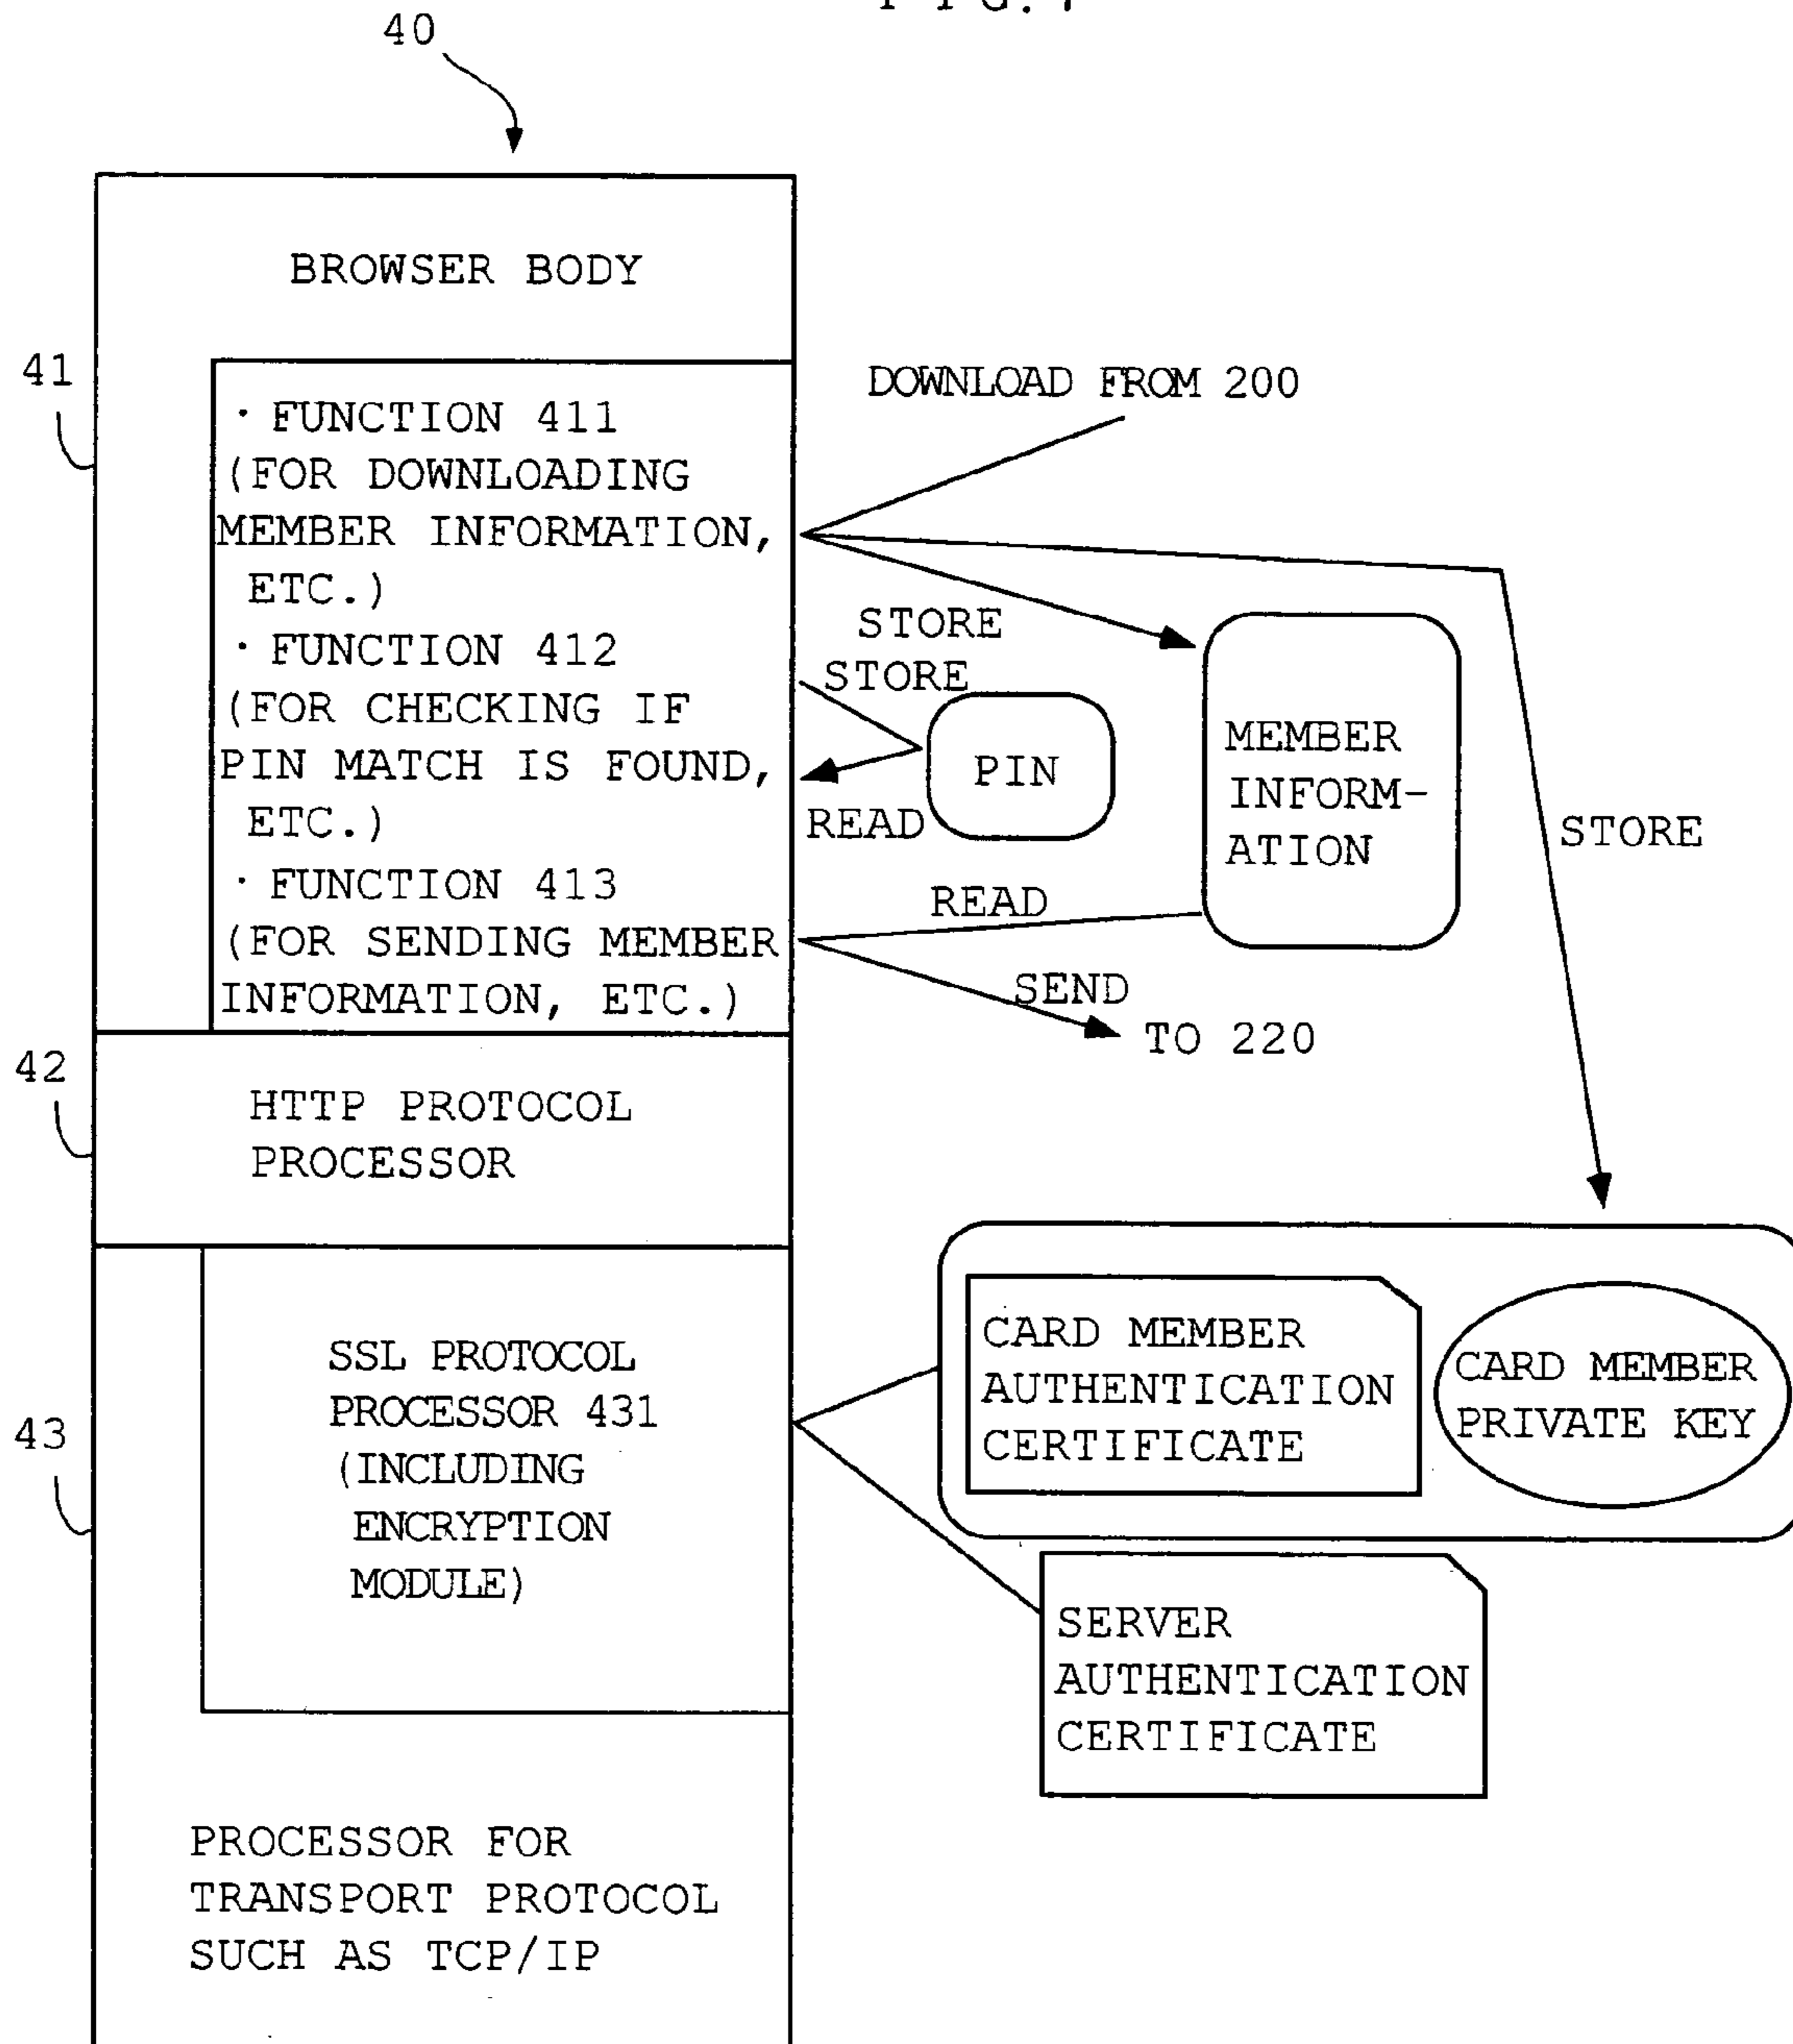 40
BROWSER BODY
41
· FUNCTION 411
(FOR DOWNLOADING
MEMBER INFORMATION,
ETC.)
· FUNCTION 412
(FOR CHECKING IF
PIN MATCH IS FOUND,
ETC.)
· FUNCTION 413
(FOR SENDING MEMBER
INFORMATION, ETC.)
DOWNLOAD FROM 200
STORE
STORE
PIN
READ
MEMBER
INFORM-
ATION
STORE
READ
SEND
TO 220
42
HTTP PROTOCOL
PROCESSOR
43
SSL PROTOCOL
PROCESSOR 431
(INCLUDING
ENCRYPTION
MODULE)
CARD MEMBER
AUTHENTICATION
CERTIFICATE
CARD MEMBER
PRIVATE KEY
SERVER
AUTHENTICATION
CERTIFICATE
PROCESSOR FOR
TRANSPORT PROTOCOL
SUCH AS TCP/IP